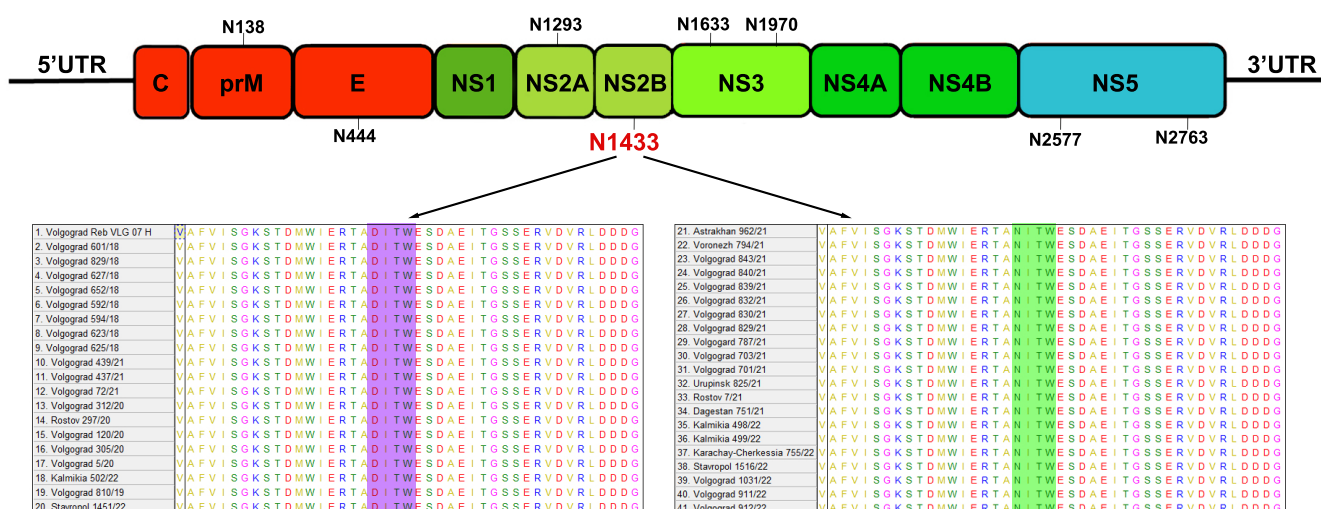 N138 N1293 N1633 N1970
5'UTR C prM E NS1 NS2A NS2B NS3 NS4A NS4B NS5 3'UTR
N444 N1433 N2577 N2763
1. Volgograd Reb VLG 07 H VAFVISGKSTDMWIERTADITWESDAEITGSSERVDVRLDDDG
2. Volgograd 601/18 VAFVISGKSTDMWIERTADITWESDAEITGSSERVDVRLDDDG
3. Volgograd 829/18 VAFVISGKSTDMWIERTADITWESDAEITGSSERVDVRLDDDG
4. Volgograd 627/18 VAFVISGKSTDMWIERTADITWESDAEITGSSERVDVRLDDDG
5. Volgograd 652/18 VAFVISGKSTDMWIERTADITWESDAEITGSSERVDVRLDDDG
6. Volgograd 592/18 VAFVISGKSTDMWIERTADITWESDAEITGSSERVDVRLDDDG
7. Volgograd 594/18 VAFVISGKSTDMWIERTADITWESDAEITGSSERVDVRLDDDG
8. Volgograd 623/18 VAFVISGKSTDMWIERTADITWESDAEITGSSERVDVRLDDDG
9. Volgograd 625/18 VAFVISGKSTDMWIERTADITWESDAEITGSSERVDVRLDDDG
10. Volgograd 439/21 VAFVISGKSTDMWIERTADITWESDAEITGSSERVDVRLDDDG
11. Volgograd 437/21 VAFVISGKSTDMWIERTADITWESDAEITGSSERVDVRLDDDG
12. Volgograd 72/21 VAFVISGKSTDMWIERTADITWESDAEITGSSERVDVRLDDDG
13. Volgograd 312/20 VAFVISGKSTDMWIERTADITWESDAEITGSSERVDVRLDDDG
14. Rostov 297/20 VAFVISGKSTDMWIERTADITWESDAEITGSSERVDVRLDDDG
15. Volgograd 120/20 VAFVISGKSTDMWIERTADITWESDAEITGSSERVDVRLDDDG
16. Volgograd 305/20 VAFVISGKSTDMWIERTADITWESDAEITGSSERVDVRLDDDG
17. Volgograd 5/20 VAFVISGKSTDMWIERTADITWESDAEITGSSERVDVRLDDDG
18. Kalmikia 502/22 VAFVISGKSTDMWIERTADITWESDAEITGSSERVDVRLDDDG
19. Volgograd 810/19 VAFVISGKSTDMWIERTADITWESDAEITGSSERVDVRLDDDG
20. Stavropol 1451/22 VAFVISGKSTDMWIERTADITWESDAEITGSSERVDVRLDDDG
21. Astrakhan 962/21 VAFVISGKSTDMWIERTANITWESDAEITGSSERVDVRLDDDG
22. Voronezh 794/21 VAFVISGKSTDMWIERTANITWESDAEITGSSERVDVRLDDDG
23. Volgograd 843/21 VAFVISGKSTDMWIERTANITWESDAEITGSSERVDVRLDDDG
24. Volgograd 840/21 VAFVISGKSTDMWIERTANITWESDAEITGSSERVDVRLDDDG
25. Volgograd 839/21 VAFVISGKSTDMWIERTANITWESDAEITGSSERVDVRLDDDG
26. Volgograd 832/21 VAFVISGKSTDMWIERTANITWESDAEITGSSERVDVRLDDDG
27. Volgograd 830/21 VAFVISGKSTDMWIERTANITWESDAEITGSSERVDVRLDDDG
28. Volgograd 829/21 VAFVISGKSTDMWIERTANITWESDAEITGSSERVDVRLDDDG
29. Volgogard 787/21 VAFVISGKSTDMWIERTANITWESDAEITGSSERVDVRLDDDG
30. Volgograd 703/21 VAFVISGKSTDMWIERTANITWESDAEITGSSERVDVRLDDDG
31. Volgograd 701/21 VAFVISGKSTDMWIERTANITWESDAEITGSSERVDVRLDDDG
32. Urupinsk 825/21 VAFVISGKSTDMWIERTANITWESDAEITGSSERVDVRLDDDG
33. Rostov 7/21 VAFVISGKSTDMWIERTANITWESDAEITGSSERVDVRLDDDG
34. Dagestan 751/21 VAFVISGKSTDMWIERTANITWESDAEITGSSERVDVRLDDDG
35. Kalmikia 498/22 VAFVISGKSTDMWIERTANITWESDAEITGSSERVDVRLDDDG
36. Kalmikia 499/22 VAFVISGKSTDMWIERTANITWESDAEITGSSERVDVRLDDDG
37. Karachay-Cherkessia 755/22 VAFVISGKSTDMWIERTANITWESDAEITGSSERVDVRLDDDG
38. Stavropol 1516/22 VAFVISGKSTDMWIERTANITWESDAEITGSSERVDVRLDDDG
39. Volgograd 1031/22 VAFVISGKSTDMWIERTANITWESDAEITGSSERVDVRLDDDG
40. Volgograd 911/22 VAFVISGKSTDMWIERTANITWESDAEITGSSERVDVRLDDDG
41. Volgograd 912/22 VAFVISGKSTDMWIERTANITWESDAEITGSSERVDVRLDDDG